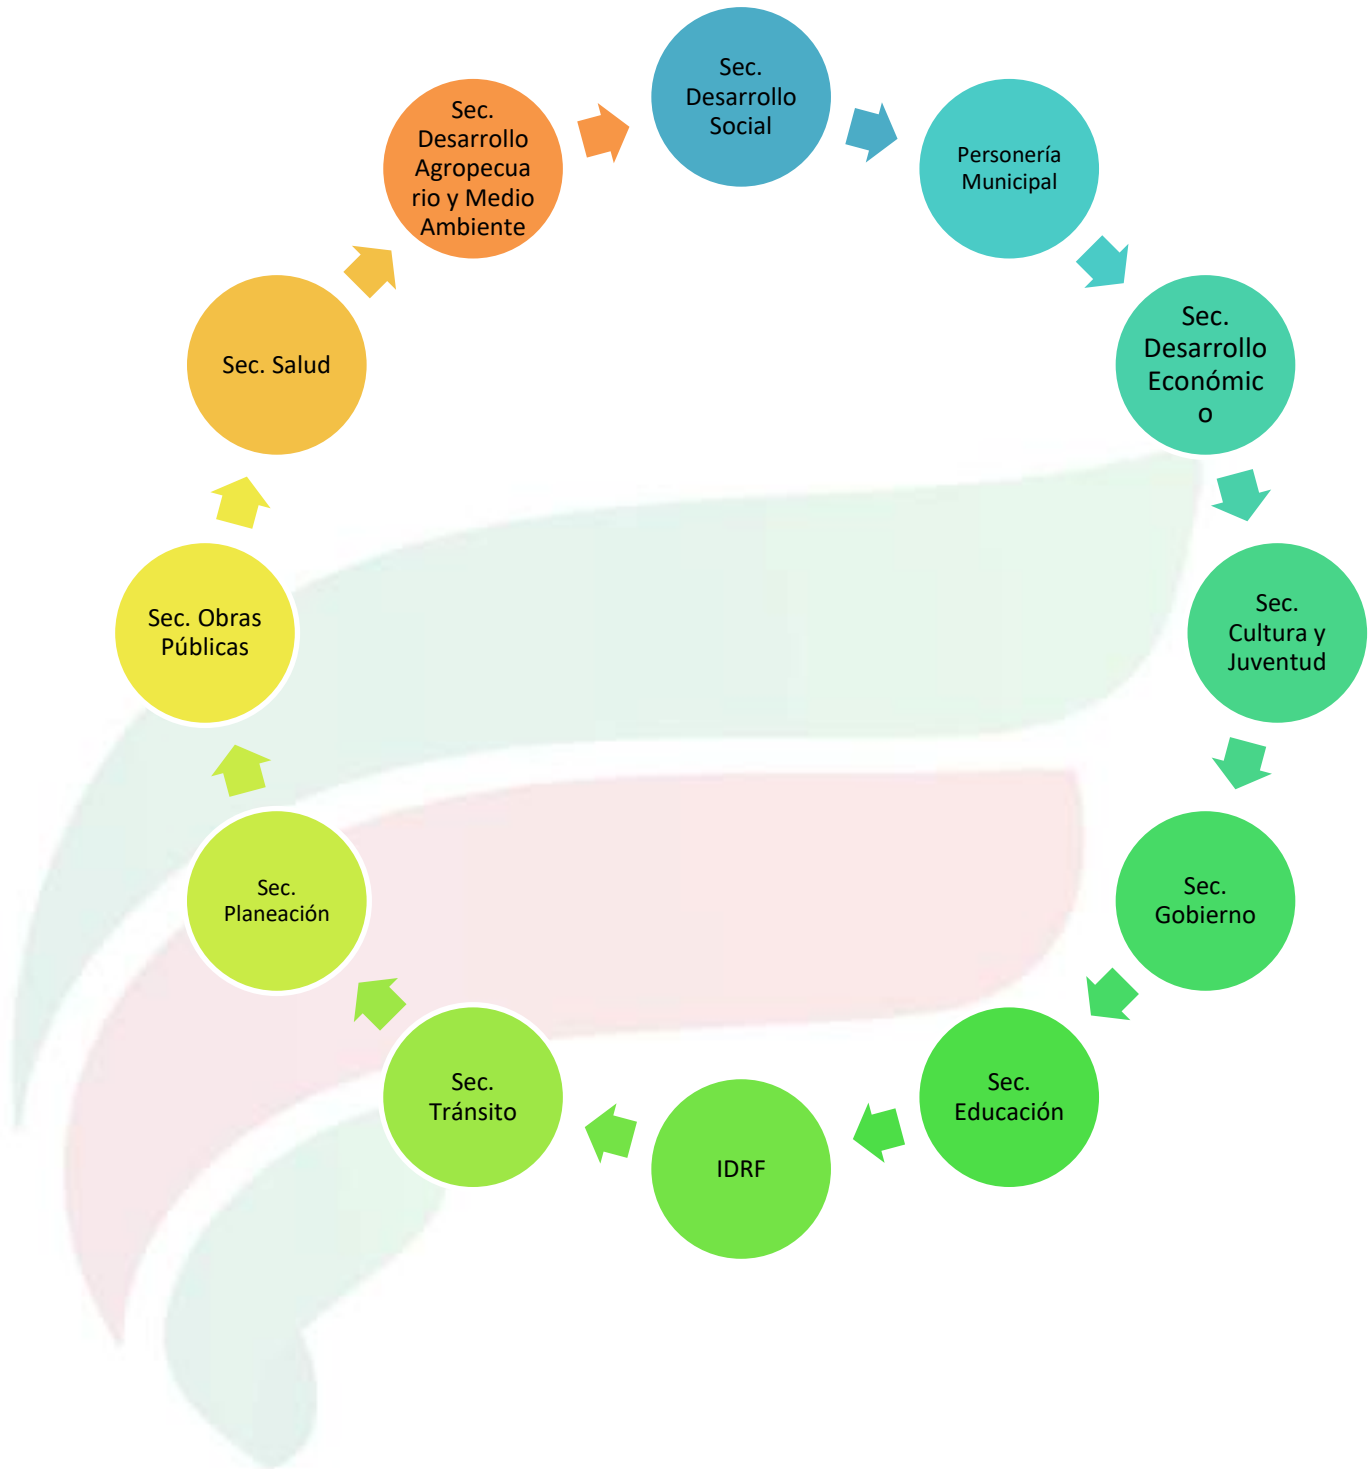 Sec.
Desarrollo
Social
Personería
Municipal
Sec.
Desarrollo
Económic
o
Sec.
Cultura y
Juventud
Sec.
Gobierno
Sec.
Educación
IDRF
Sec.
Tránsito
Sec.
Planeación
Sec. Obras
Públicas
Sec. Salud
Sec.
Desarrollo
Agropecua
rio y Medio
Ambiente